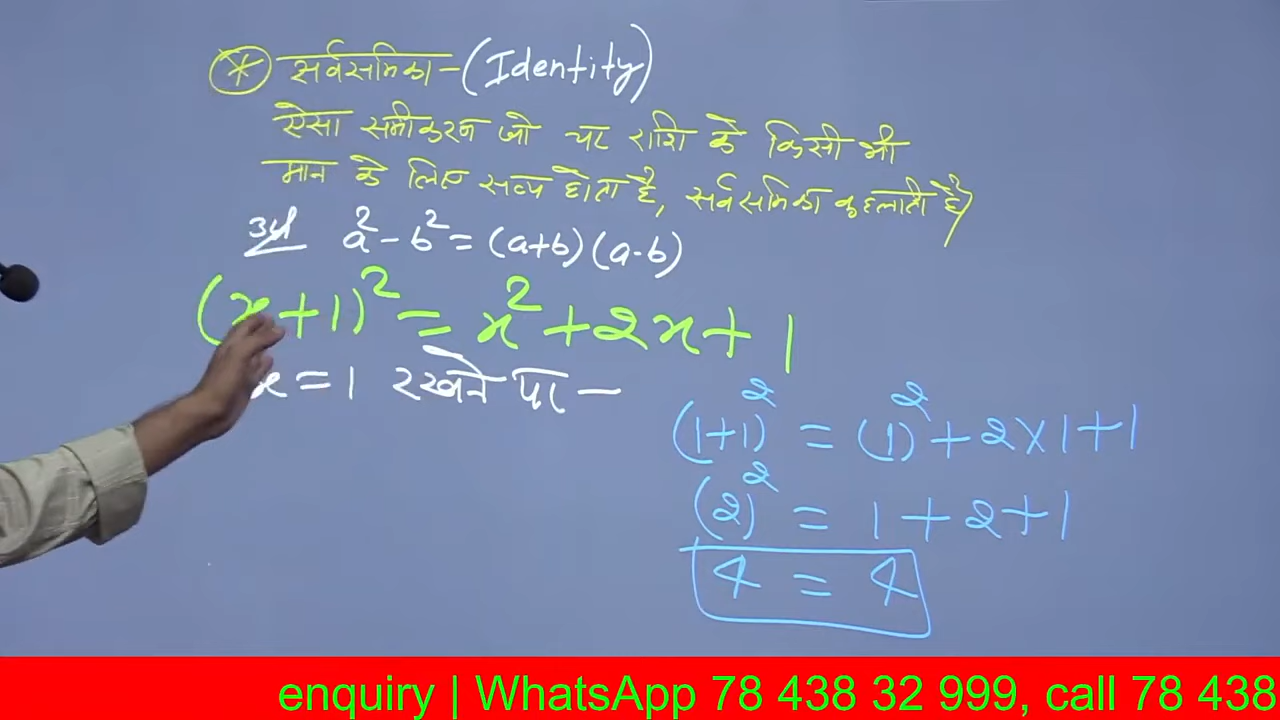 * सर्वसमिका - (Identity)
ऐसा समीकरन जो चर राशि के किसी भी
मान के लिए सत्य होता है, सर्वसमिका कहलाती है।
a² - b² = (a+b) (a-b)
(x+1)² = x² + 2x + 1
x = 1 रखने पर -
(1+1)² = (1)² + 2×1+1
(2)² = 1 + 2 + 1
4 = 4
enquiry | WhatsApp 78 438 32 999, call 78 438